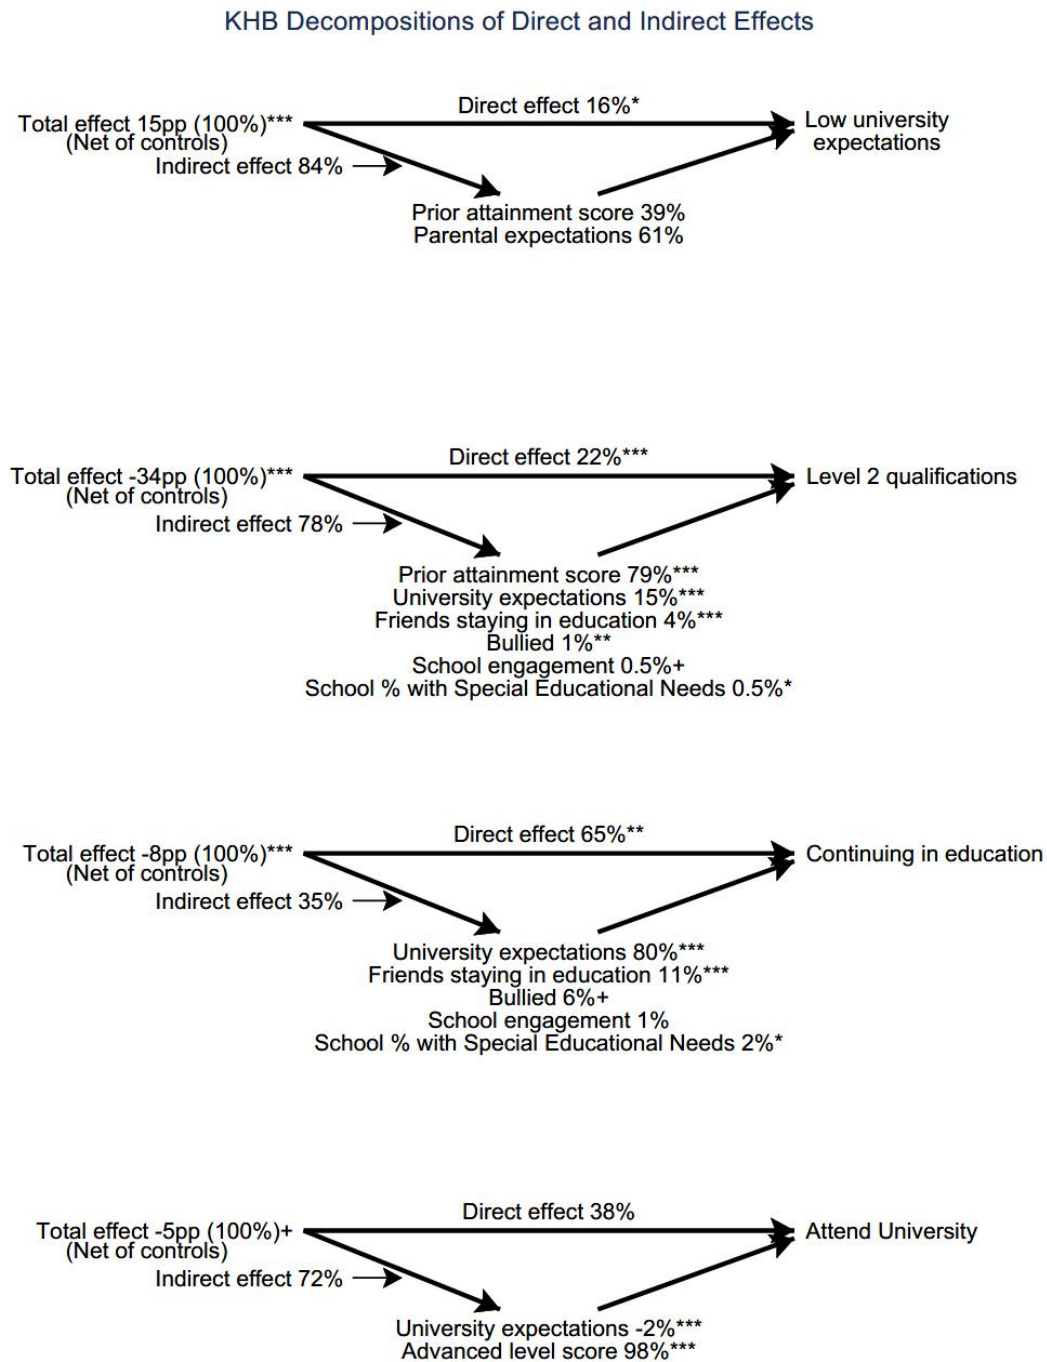 KHB Decompositions of Direct and Indirect Effects
Direct effect 16%*
Total effect 15pp (100%)***
(Net of controls)
Low university
expectations
Indirect effect 84%
Prior attainment score 39%
Parental expectations 61%
Direct effect 22%***
Total effect -34pp (100%)***
(Net of controls)
Level 2 qualifications
Indirect effect 78%
Prior attainment score 79%***
University expectations 15%***
Friends staying in education 4%***
Bullied 1%**
School engagement 0.5%+
School % with Special Educational Needs 0.5%*
Direct effect 65%**
Total effect -8pp (100%)***
(Net of controls)
Continuing in education
Indirect effect 35%
University expectations 80%***
Friends staying in education 11%***
Bullied 6%+
School engagement 1%
School % with Special Educational Needs 2%*
Direct effect 38%
Total effect -5pp (100%)+
(Net of controls)
Attend University
Indirect effect 72%
University expectations -2%***
Advanced level score 98%***